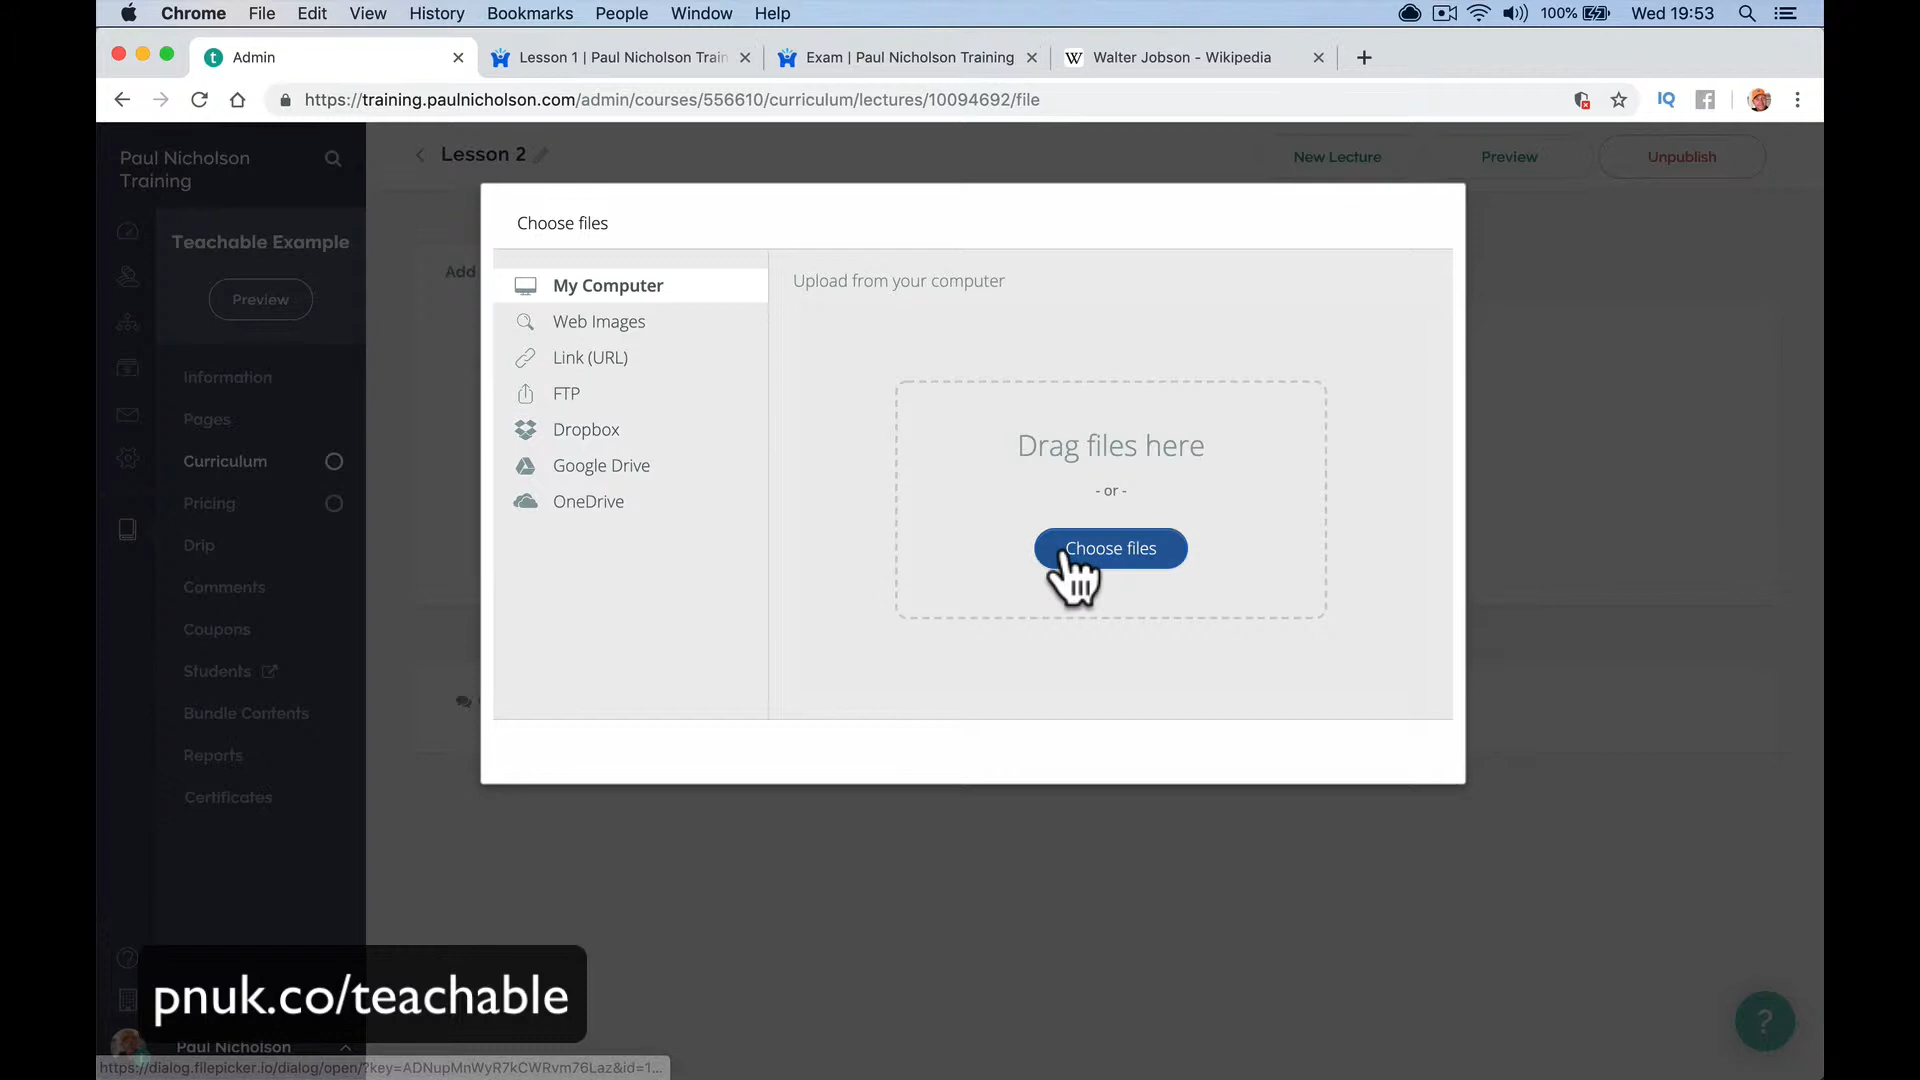 Chrome File Edit View History Bookmarks People Window Help 100% Wed 19:53
Admin
Lesson 1 | Paul Nicholson Train
Exam | Paul Nicholson Training
Walter Jobson - Wikipedia
https://training.paulnicholson.com/admin/courses/556610/curriculum/lectures/10094692/file
IQ
Paul Nicholson
Training
Lesson 2
New Lecture
Preview
Unpublish
Teachable Example
Preview
Information
Pages
Curriculum
Pricing
Drip
Comments
Coupons
Students
Bundle Contents
Reports
Certificates
Add
Choose files
My Computer
Web Images
Link (URL)
FTP
Dropbox
Google Drive
OneDrive
Upload from your computer
Drag files here
- or -
Choose files
pnuk.co/teachable
Paul Nicholson
https://dialog.filepicker.io/dialog/open/?key=ADNupMnWyR7kCWRvm76Laz&id=1...
?